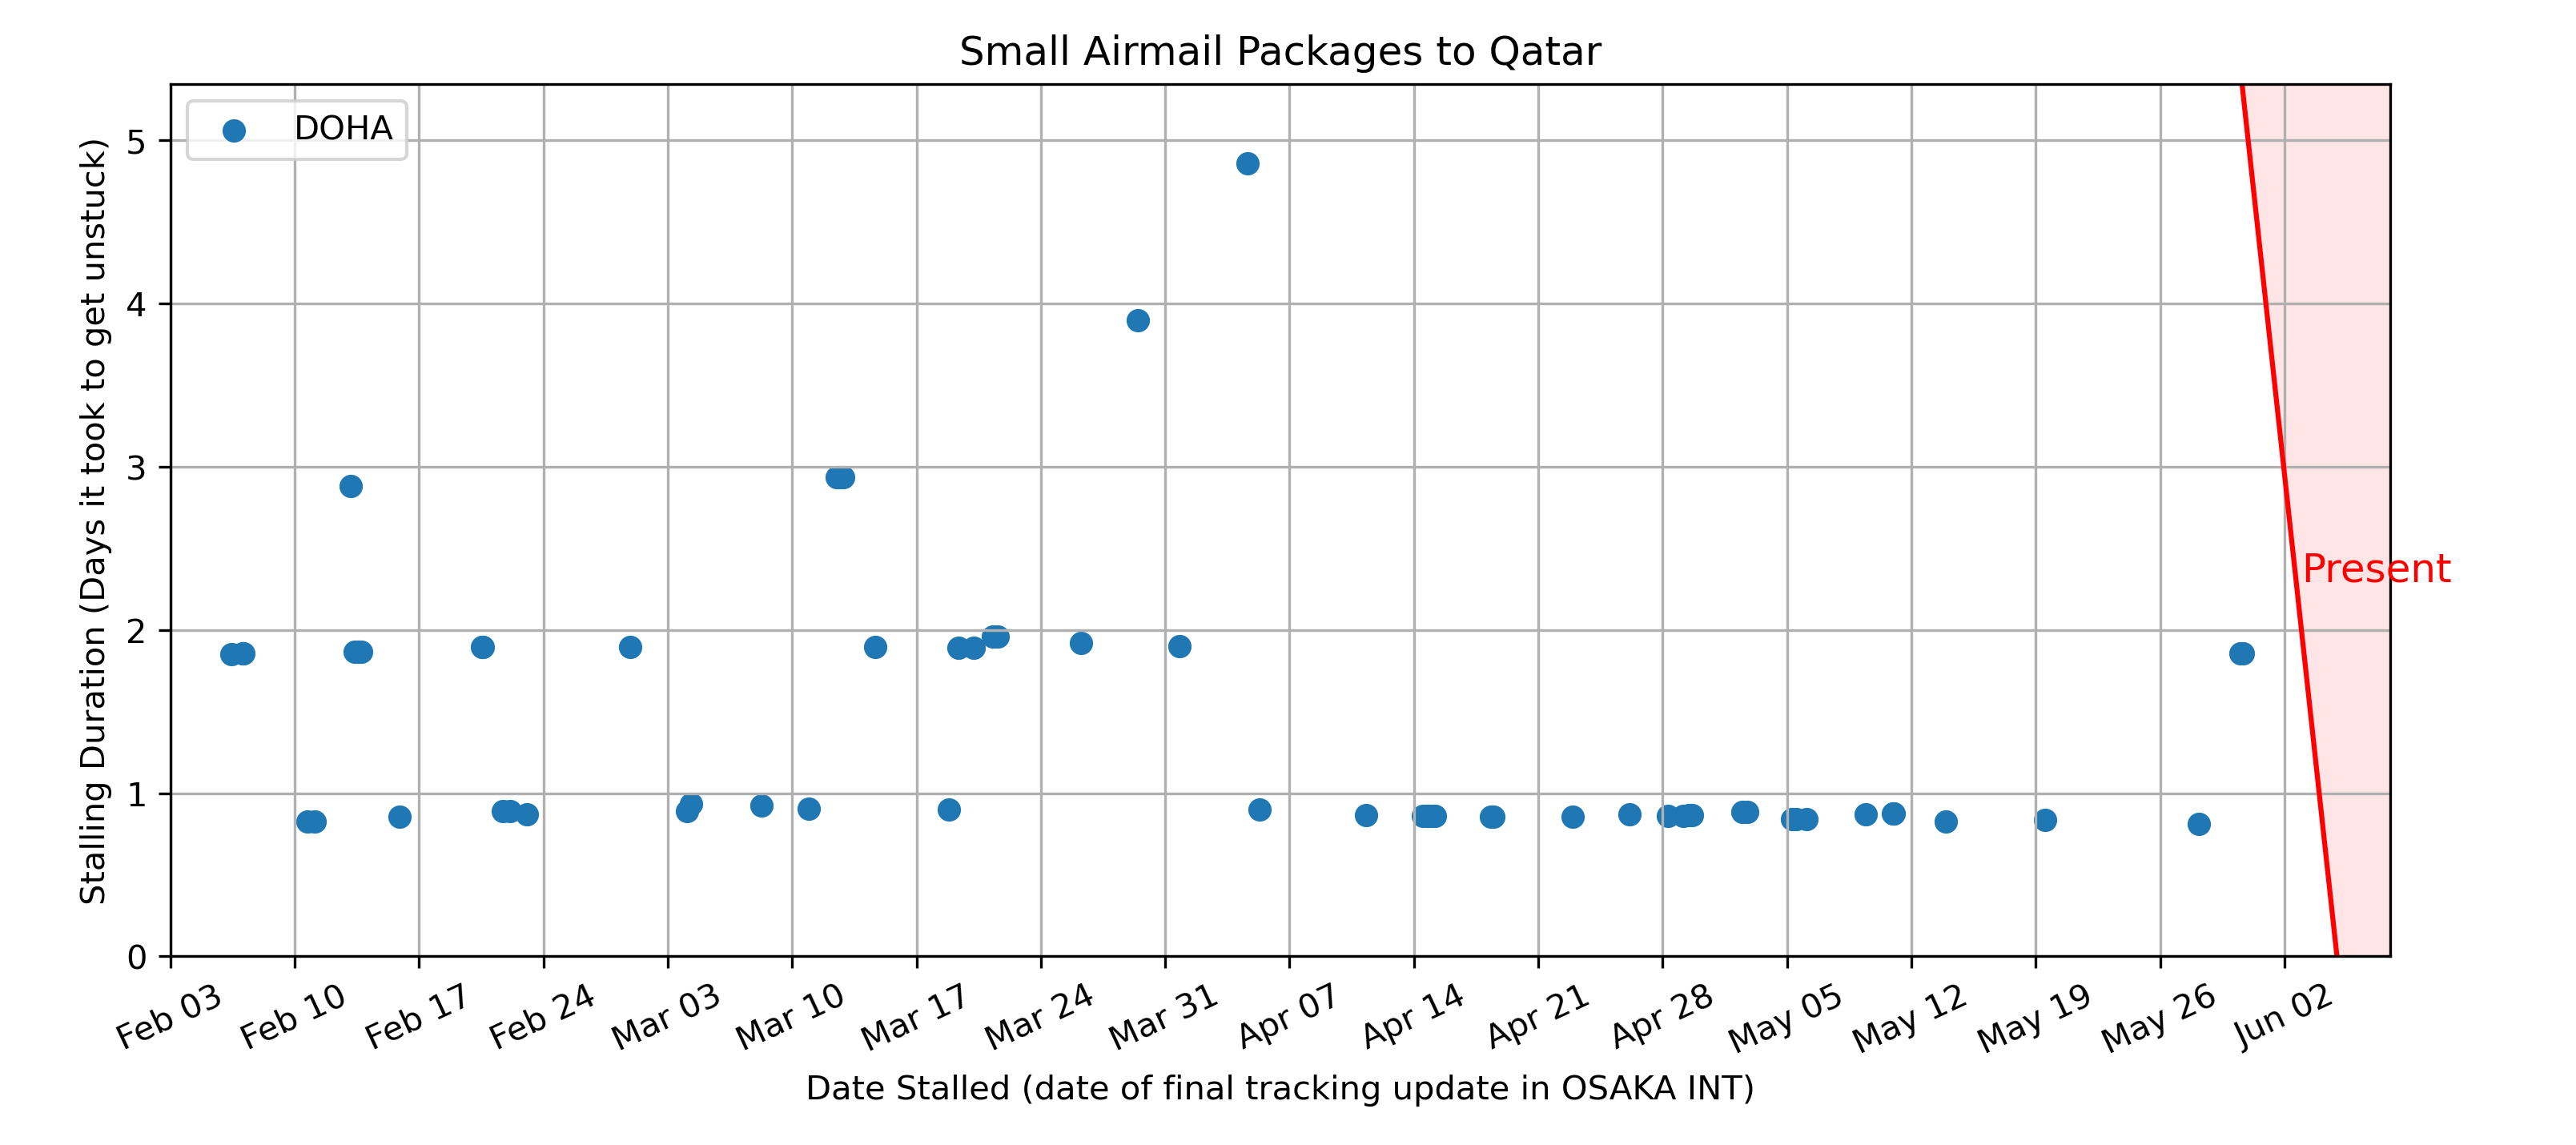 Small Airmail Packages to Qatar
DOHA
Stalling Duration (Days it took to get unstuck)
5
4
3
2
1
0
Present
Feb 03
Feb 10
Feb 17
Feb 24
Mar 03
Mar 10
Mar 17
Mar 24
Mar 31
Apr 07
Apr 14
Apr 21
Apr 28
May 05
May 12
May 19
May 26
Jun 02
Date Stalled (date of final tracking update in OSAKA INT)